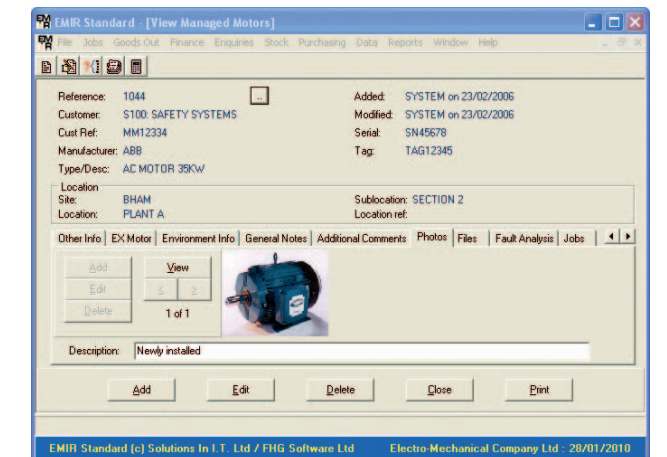 EMIR Standard - [View Managed Motors]
File Jobs Goods Out Finance Enquiries Stock Purchasing Data Reports Window Help
Reference: 1044 .. Added: SYSTEM on 23/02/2006
Customer: S100: SAFETY SYSTEMS Modified: SYSTEM on 23/02/2006
Cust Ref: MM12334 Serial: SN45678
Manufacturer: ABB Tag: TAG12345
Type/Desc: AC MOTOR 35KW
Location
Site: BHAM Sublocation: SECTION 2
Location: PLANT A Location ref:
Other Info EX Motor Environment Info General Notes Additional Comments Photos Files Fault Analysis Jobs
Add View
Edit < >
Delete 1 of 1
Description: Newly installed
Add Edit Delete Close Print
EMIR Standard (c) Solutions In I.T. Ltd / FHG Software Ltd Electro-Mechanical Company Ltd : 28/01/2010